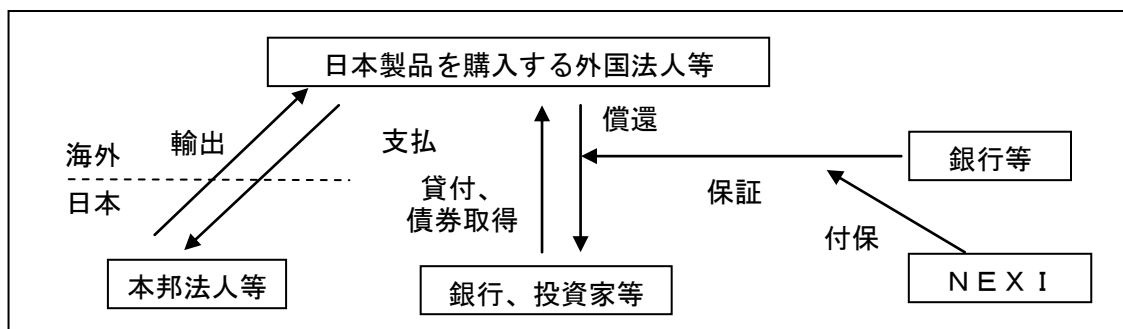 日本製品を購入する外国法人等
輸出
支払
償還
海外
日本
貸付、
債券取得
保証
銀行等
付保
本邦法人等
銀行、投資家等
ＮＥＸＩ